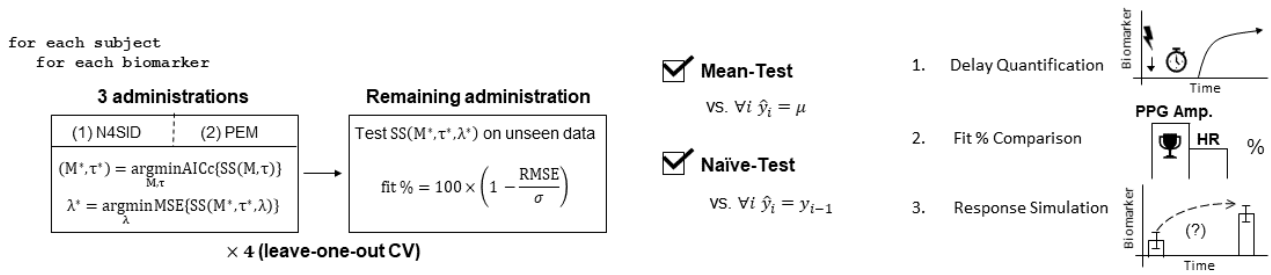 for each subject
for each biomarker
3 administrations
(1) N4SID (2) PEM
(M*,τ*) = argminAICc{SS(M,τ)}
M,τ
λ* = argminMSE{SS(M*,τ*,λ)}
λ
Remaining administration
Test SS(M*,τ*,λ*) on unseen data
fit % = 100 × (1 − RMSE/σ)
× 4 (leave-one-out CV)
Mean-Test
vs. ∀i ŷᵢ = μ
Naïve-Test
vs. ∀i ŷᵢ = yᵢ₋₁
1. Delay Quantification
Biomarker
Time
2. Fit % Comparison
PPG Amp.
HR
%
3. Response Simulation
Biomarker
(?)
Time